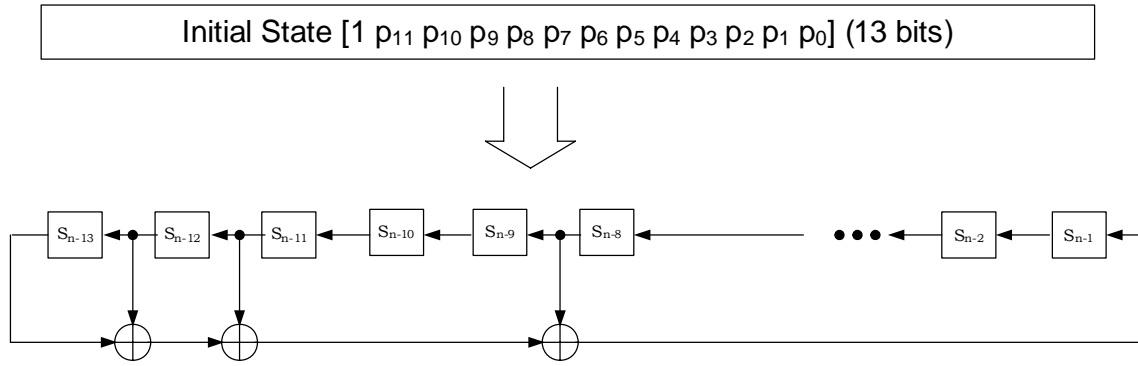 Initial State [1 p₁₁ p₁₀ p₉ p₈ p₇ p₆ p₅ p₄ p₃ p₂ p₁ p₀] (13 bits)
Sₙ₋₁₃ Sₙ₋₁₂ Sₙ₋₁₁ Sₙ₋₁₀ Sₙ₋₉ Sₙ₋₈ ••• Sₙ₋₂ Sₙ₋₁